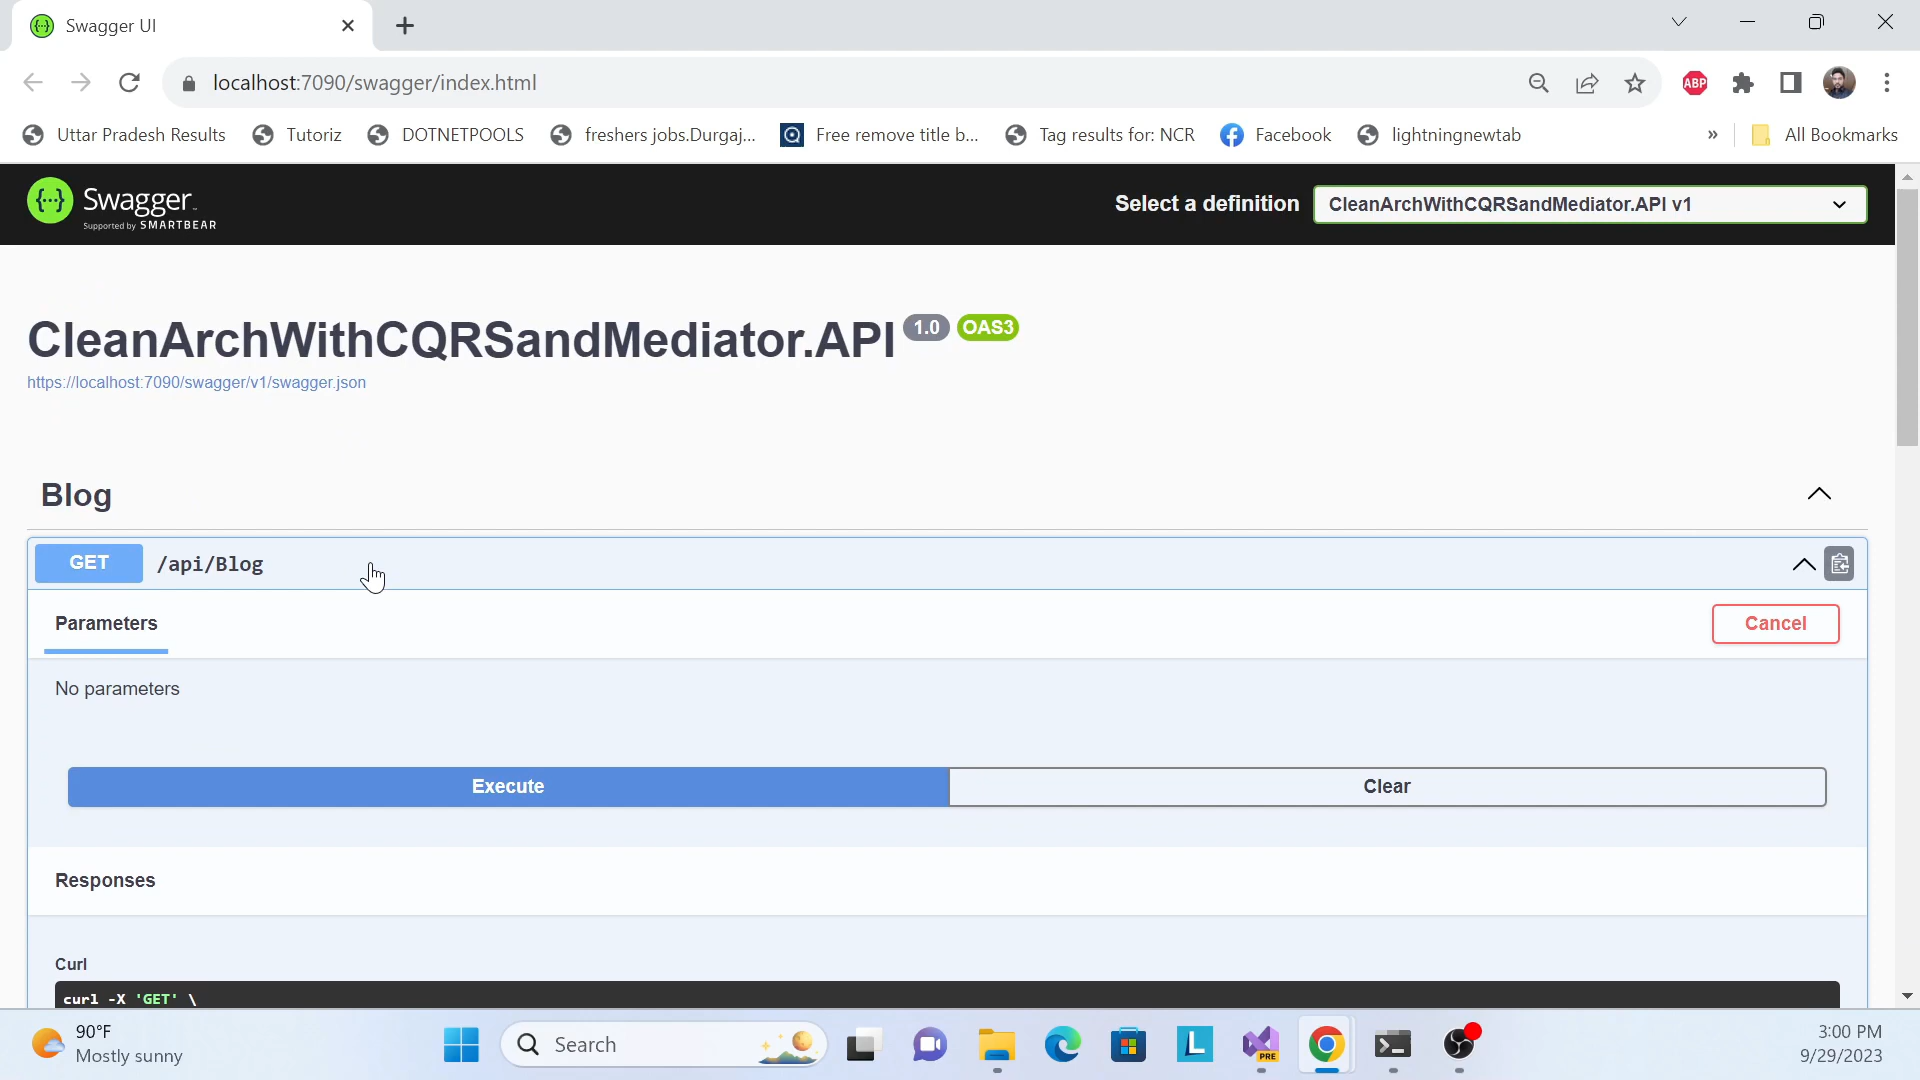 Swagger UI
localhost:7090/swagger/index.html
ABP
Uttar Pradesh Results
Tutoriz
DOTNETPOOLS
freshers jobs.Durgaj...
Free remove title b...
Tag results for: NCR
Facebook
lightningnewtab
»
All Bookmarks
Swagger
Supported by SMARTBEAR
Select a definition
CleanArchWithCQRSandMediator.API v1
CleanArchWithCQRSandMediator.API 1.0 OAS3
https://localhost:7090/swagger/v1/swagger.json
Blog
GET /api/Blog
Parameters
Cancel
No parameters
Execute
Clear
Responses
Curl
curl -X 'GET' \
90°F
Mostly sunny
Search
L
PRE
3:00 PM
9/29/2023